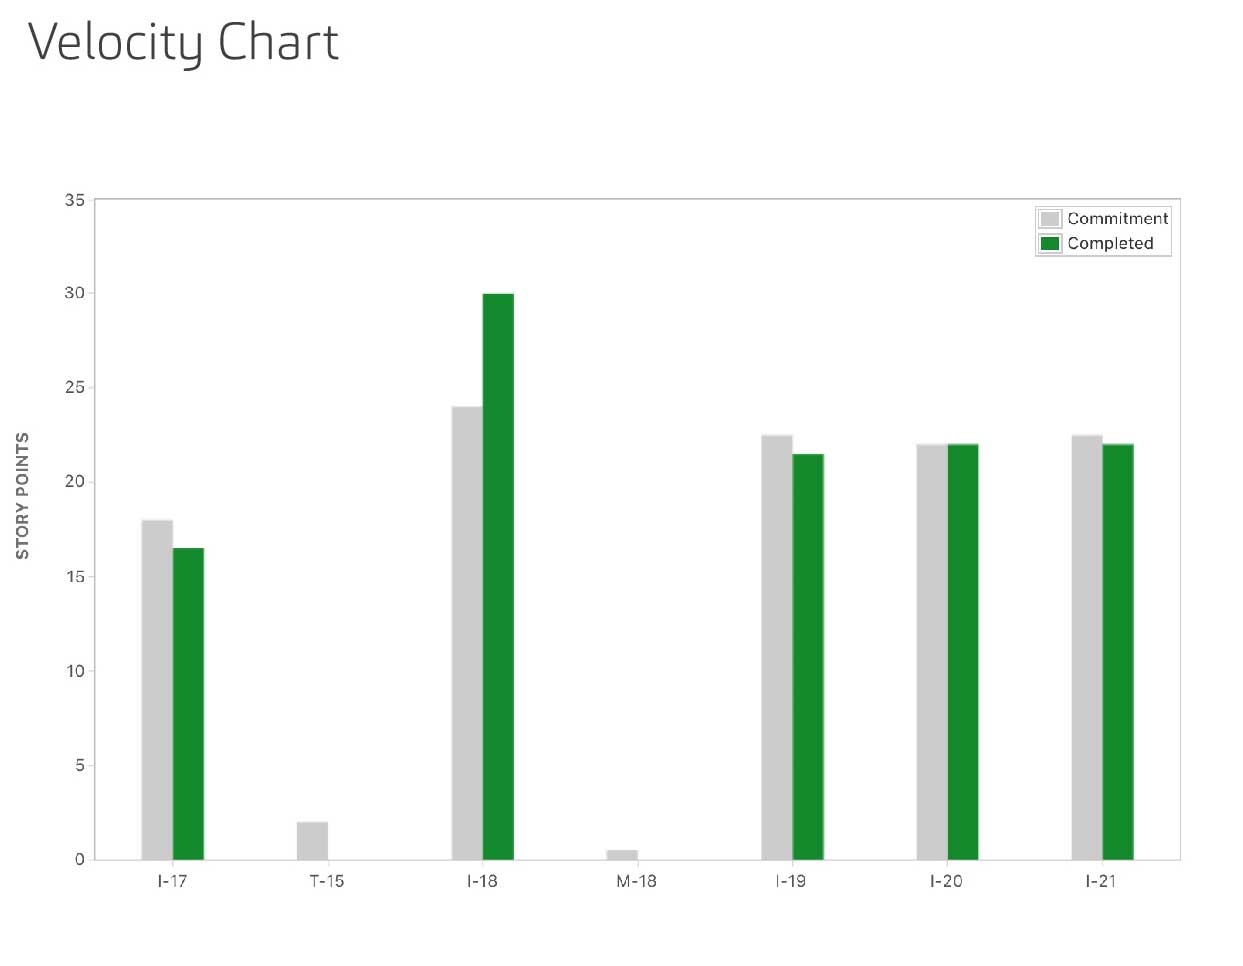 Velocity Chart
35
Commitment
Completed
30
25
20
15
10
5
0
STORY POINTS
I-17
T-15
I-18
M-18
I-19
I-20
I-21